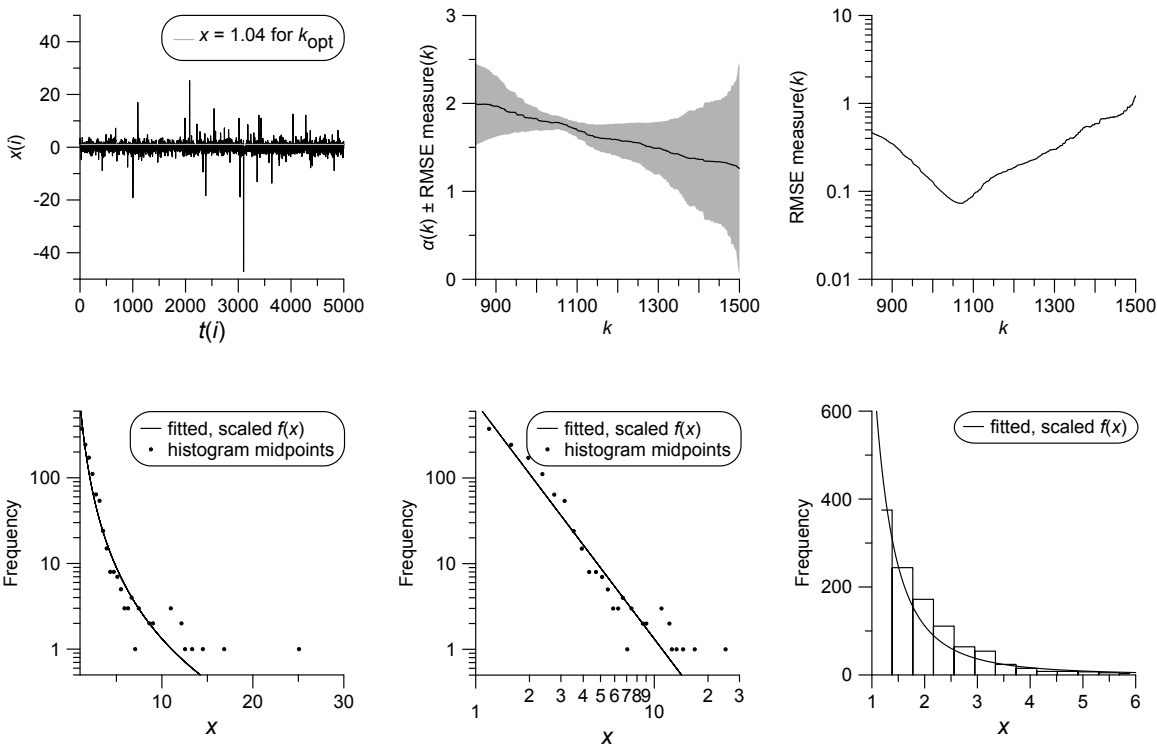 40
20
0
-20
-40
x(i)
x = 1.04 for kopt
0 1000 2000 3000 4000 5000
t(i)
3
2
1
0
α(k) ± RMSE measure(k)
900 1100 1300 1500
k
10
1
0.1
0.01
RMSE measure(k)
900 1100 1300 1500
k
fitted, scaled f(x)
histogram midpoints
100
10
1
Frequency
10 20 30
x
fitted, scaled f(x)
histogram midpoints
100
10
1
Frequency
2 3 4 5 6 7 8 9 2 3
1 10
x
fitted, scaled f(x)
600
400
200
0
Frequency
1 2 3 4 5 6
x